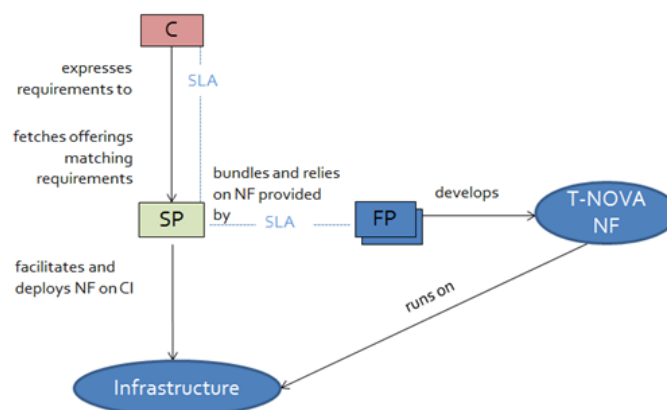 C
expresses
requirements to
SLA
fetches offerings
matching
requirements
bundles and relies
on NF provided
by
SP
SLA
FP
develops
T-NOVA
NF
facilitates and
deploys NF on CI
runs on
Infrastructure